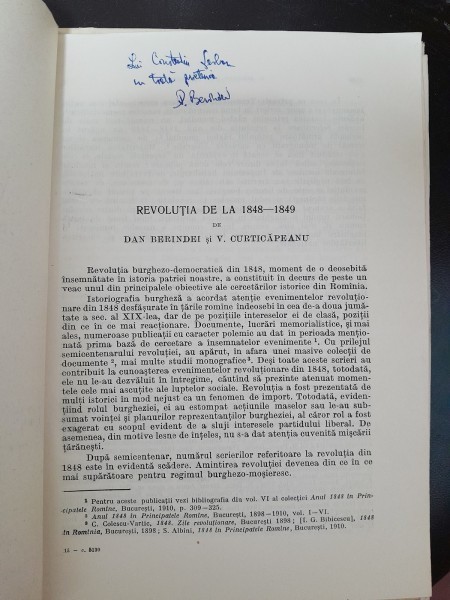 Lui Constantin Șerban
cu toată prietenia
D. Berindei
REVOLUȚIA DE LA 1848—1849
DE
DAN BERINDEI și V. CURTICĂPEANU
Revoluția burghezo-democratică din 1848, moment de o deosebită
însemnătate în istoria patriei noastre, a constituit în decurs de peste un
veac unul din principalele obiective ale cercetărilor istorice din Romînia.
Istoriografia burgheză a acordat atenție evenimentelor revoluțio-
nare din 1848 desfășurate în țările romîne îndeosebi în cea de-a doua jumă-
tate a sec. al XIX-lea, dar de pe pozițiile intereselor ei de clasă, poziții
din ce în ce mai reacționare. Documente, lucrări memorialistice, și mai
ales, numeroase publicații cu caracter polemic au dat în perioada mențio-
nată prima bază de cercetare a însemnatelor evenimente ¹. Cu prilejul
semicentenarului revoluției, au apărut, în afara unei masive colecții de
documente ², mai multe studii monografice ³. Deși toate aceste scrieri au
contribuit la cunoașterea evenimentelor revoluționare din 1848, totodată,
ele nu le-au dezvăluit în întregime, căutînd să prezinte atenuat momen-
tele cele mai ascuțite ale luptelor sociale. Revoluția a fost prezentată de
mulți istorici în mod nejust ca un fenomen de import. Totodată, eviden-
țiind rolul burgheziei, ei au estompat acțiunile maselor sau le-au sub-
sumat voinței și planurilor reprezentanților burgheziei, al căror rol a fost
exagerat cu scopul evident de a sluji interesele partidului liberal. De
asemenea, din motive lesne de înțeles, nu s-a dat atenția cuvenită mișcării
țărănești.
După semicentenar, numărul scrierilor referitoare la revoluția din
1848 este în evidentă scădere. Amintirea revoluției devenea din ce în ce
mai supărătoare pentru regimul burghezo-moșieresc.
¹ Pentru aceste publicații vezi bibliografia din vol. VI al colecției Anul 1848 în Prin-
cipatele Romîne, București, 1910, p. 309—325.
² Anul 1848 în Principatele Romîne, București, 1898—1910, vol. I—VI.
³ C. Colescu-Vartic, 1848. Zile revoluționare, București 1898; [I. G. Bibicescu], 1848
în Romînia, București, 1898; S. Albini, 1848 în Principatele Romîne, București, 1910.
14 — c. 8090